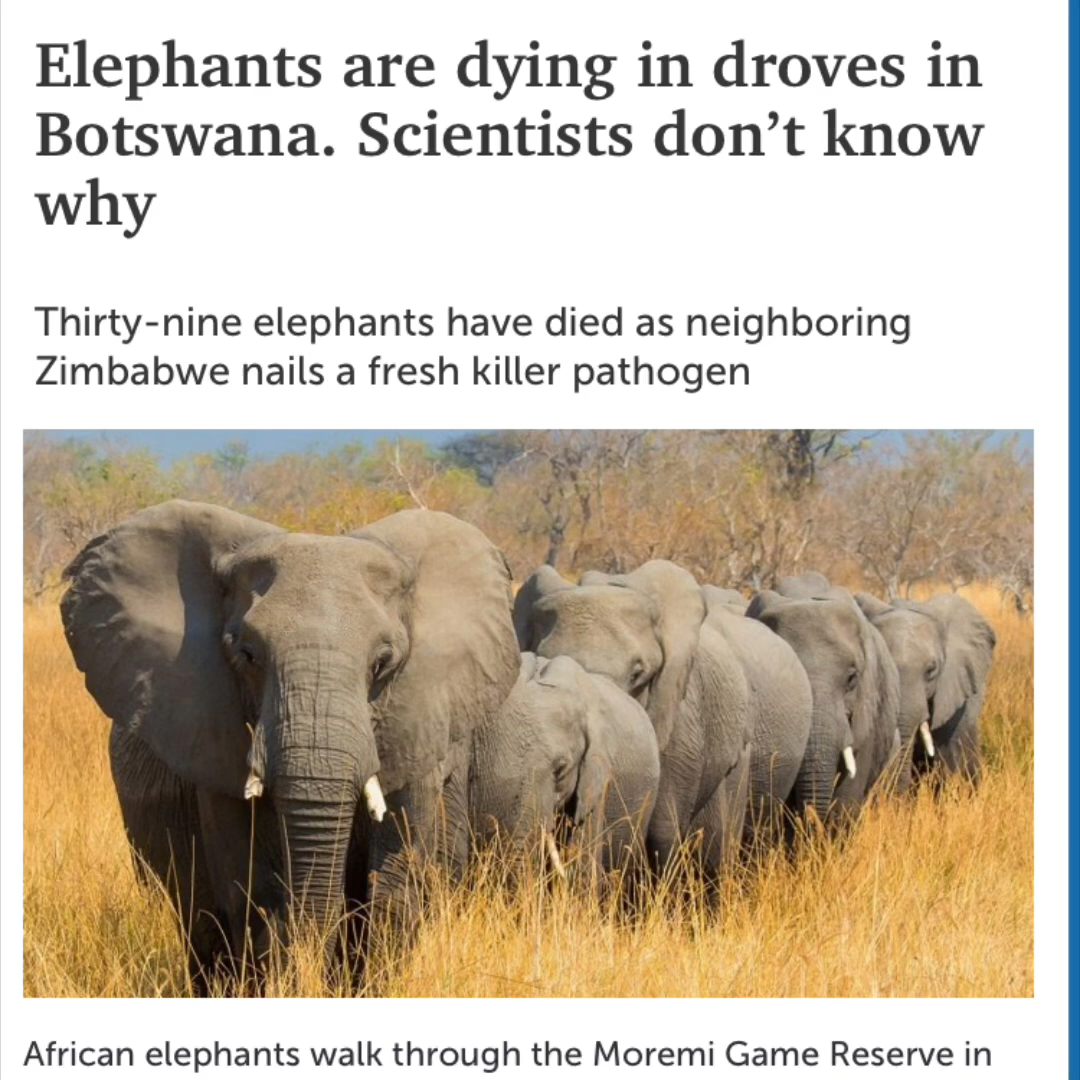 Elephants are dying in droves in
Botswana. Scientists don’t know
why
Thirty-nine elephants have died as neighboring
Zimbabwe nails a fresh killer pathogen
African elephants walk through the Moremi Game Reserve in